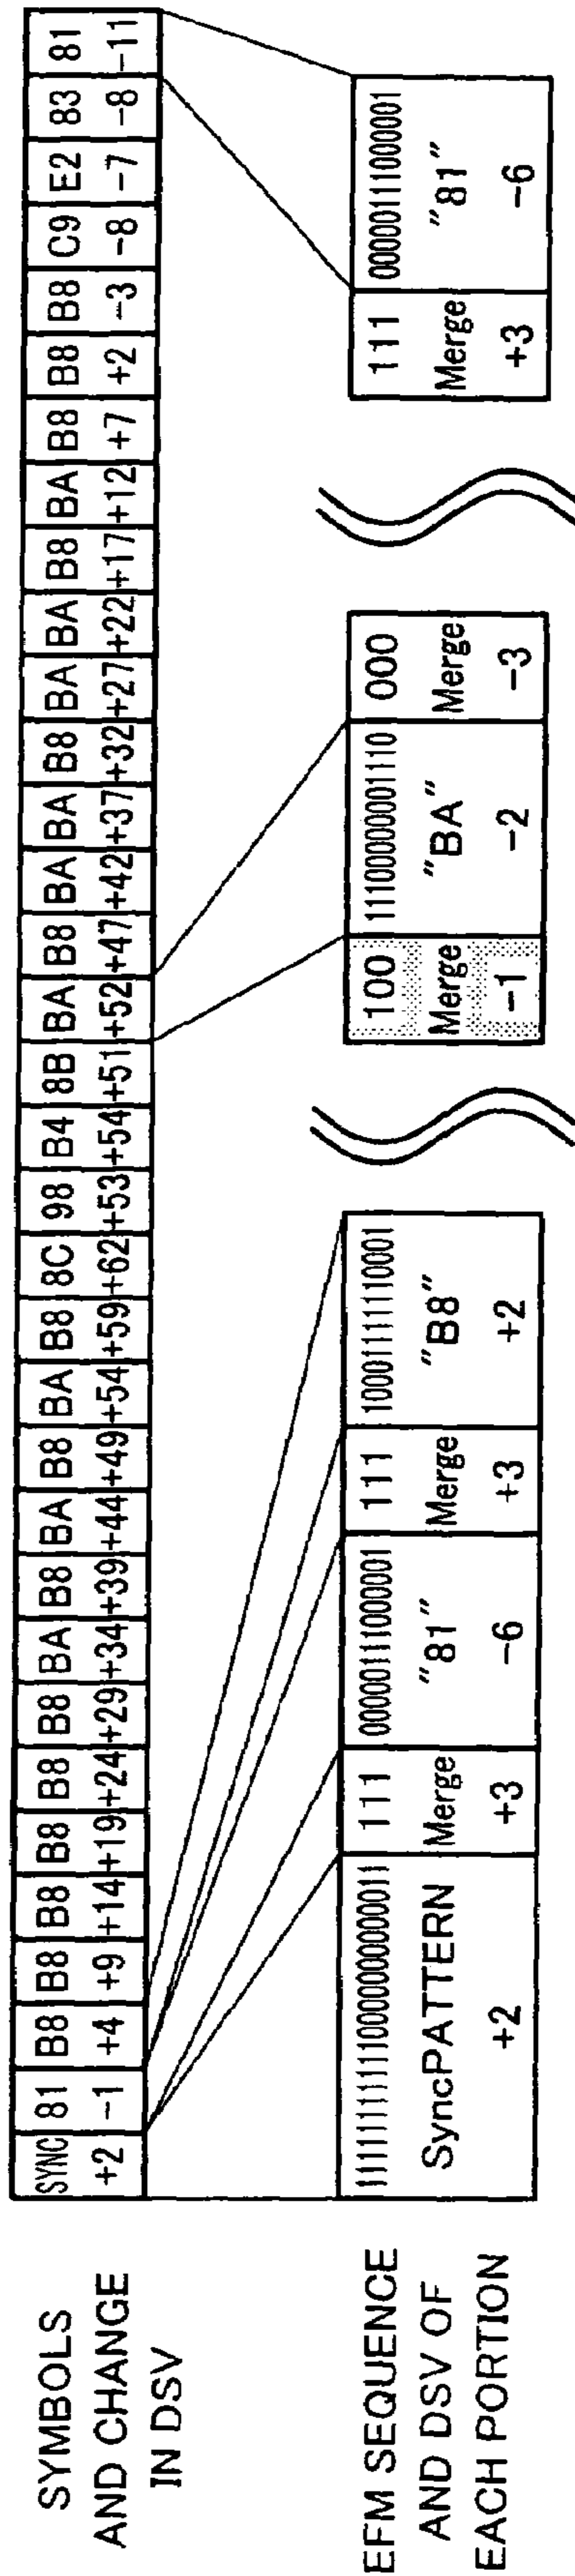 SYMBOLS
AND CHANGE
IN DSV
SYNC 81 B8 B8 B8 B8 B8 B8 BA B8 BA B8 BA B8 8C 98 B4 8B BA B8 BA BA B8 BA BA B8 BA B8 B8 B8 C9 E2 83 81
+2 −1 +4 +9 +14 +19 +24 +29 +34 +39 +44 +49 +54 +59 +62 +53 +54 +51 +52 +47 +42 +37 +32 +27 +22 +17 +12 +7 +2 −3 −8 −7 −8 −11
EFM SEQUENCE
AND DSV OF
EACH PORTION
111111111110000000000011 111 00000111000001 111 10001111110001 100 11100000001110 000 111 00000111000001
SyncPATTERN Merge "81" Merge "B8" Merge "BA" Merge Merge "81"
+2 +3 −6 +3 +2 −1 −2 −3 +3 −6